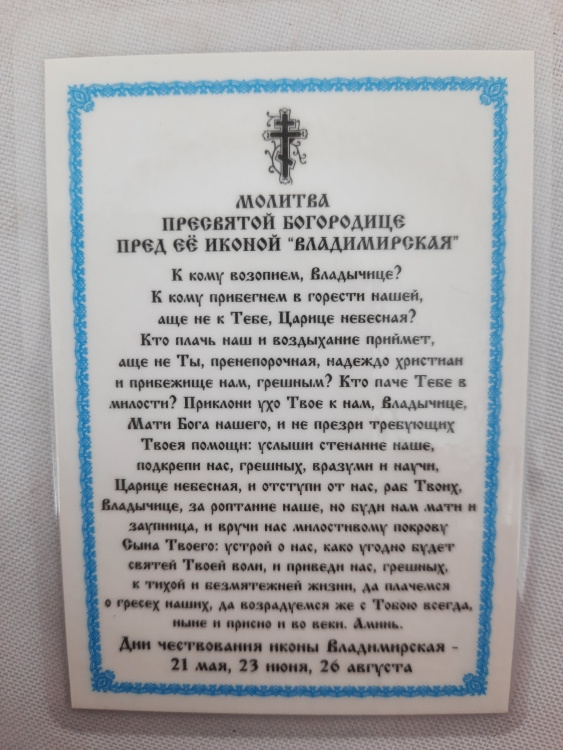 МОЛИТВА
ПРЕСВЯТОЙ БОГОРОДИЦЕ
ПРЕД ЕЁ ИКОНОЙ "ВЛАДИМИРСКАЯ"
К кому возопием, Владычице?
К кому прибегнем в горести нашей,
аще не к Тебе, Царице небесная?
Кто плачь наш и воздыхание приймет,
аще не Ты, пренепорочная, надеждо христиан
и прибежище нам, грешным? Кто паче Тебе в
милости? Приклони ухо Твое к нам, Владычице,
Мати Бога нашего, и не презри требующих
Твоея помощи: услыши стенание наше,
подкрепи нас, грешных, вразуми и научи,
Царице небесная, и отступи от нас, раб Твоих,
Владычице, за роптание наше, но буди нам мати и
заупница, и вручи нас милостивому покрову
Сына Твоего: устрой о нас, како угодно будет
святей Твоей воли, и приведи нас, грешных,
к тихой и безмятежней жизни, да плачемся
о гресех наших, да возрадуемся же с Тобою всегда,
ныне и присно и во веки. Аминь.
Дни чествования иконы Владимирская -
21 мая, 23 июня, 26 августа